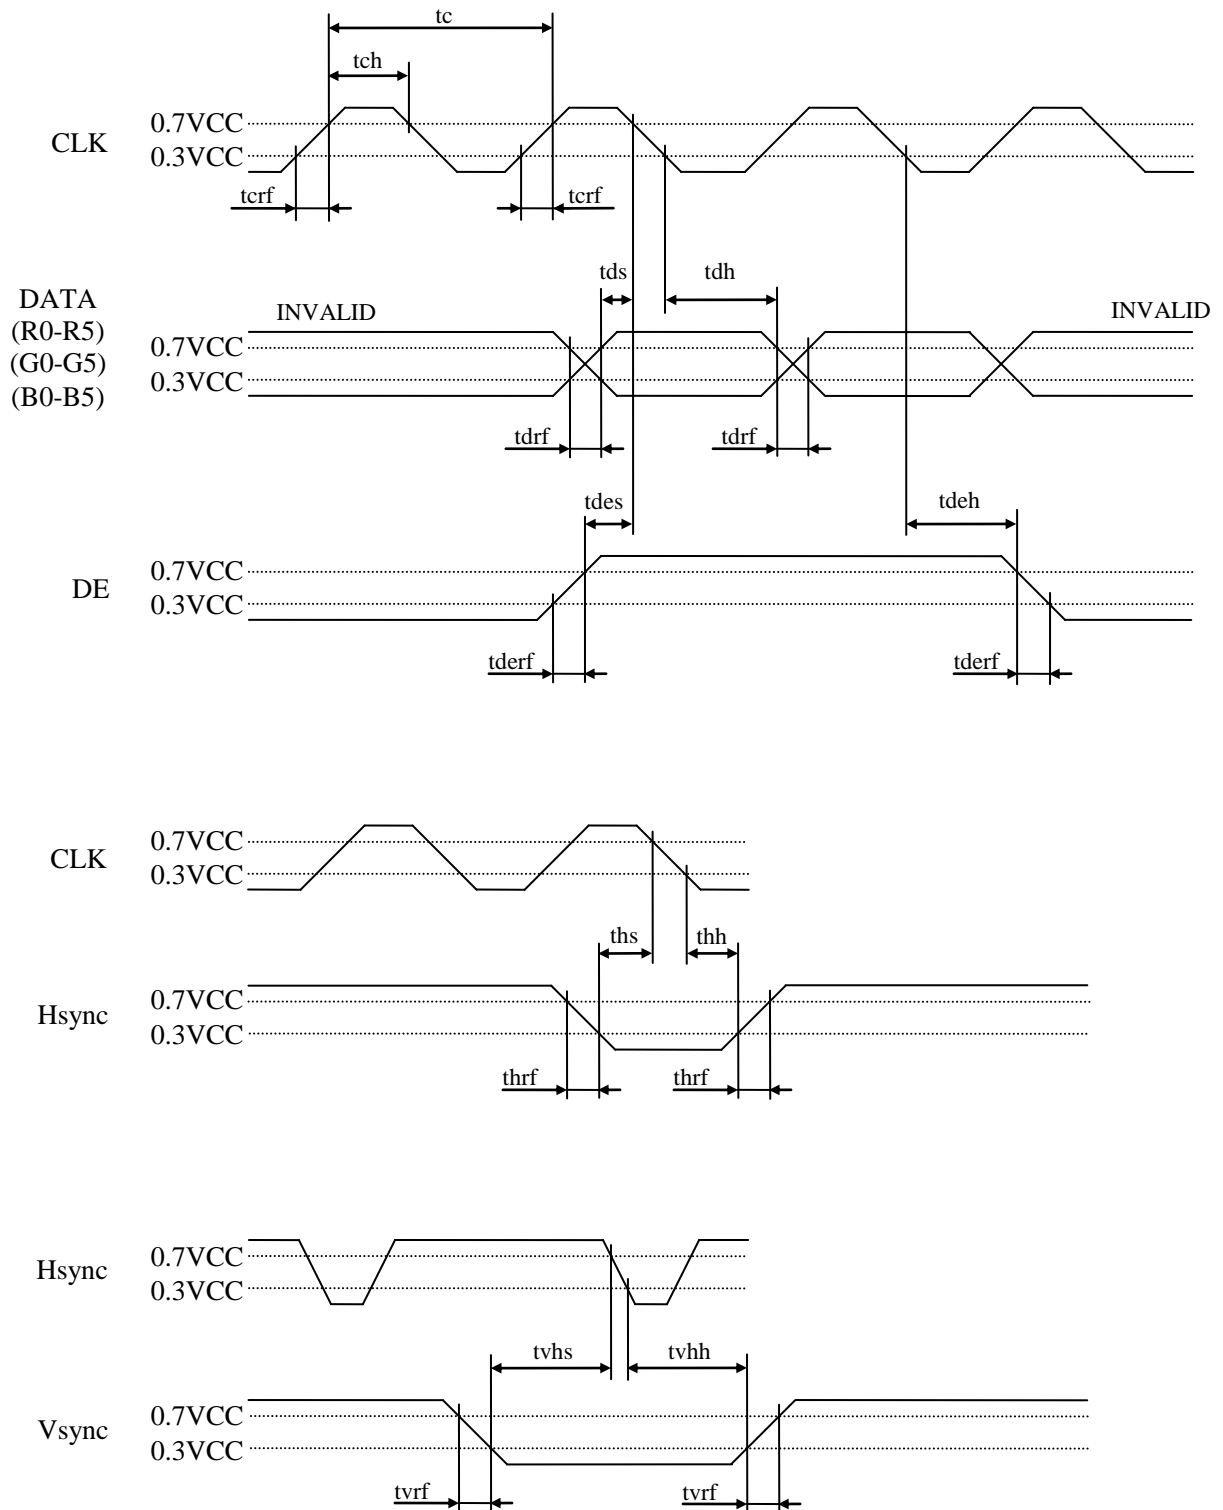 tc
tch
CLK
0.7VCC
0.3VCC
tcrf
tcrf
tds
tdh
DATA
(R0-R5)
(G0-G5)
(B0-B5)
INVALID
INVALID
0.7VCC
0.3VCC
tdrf
tdrf
tdes
tdeh
DE
0.7VCC
0.3VCC
tderf
tderf
CLK
0.7VCC
0.3VCC
ths
thh
Hsync
0.7VCC
0.3VCC
thrf
thrf
Hsync
0.7VCC
0.3VCC
tvhs
tvhh
Vsync
0.7VCC
0.3VCC
tvrf
tvrf